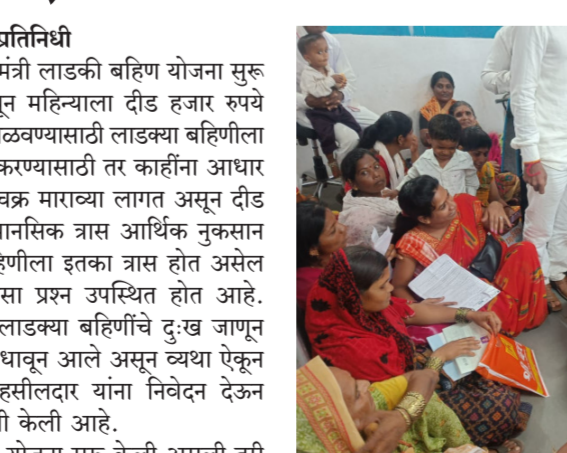 प्रतिनिधी
मंत्री लाडकी बहिण योजना सुरू
महिन्याला दीड हजार रुपये
ळवण्यासाठी लाडक्या बहिणीला
करण्यासाठी तर काहींना आधार
चक्र माराव्या लागत असून दीड
मानसिक त्रास आर्थिक नुकसान
हिणीला इतका त्रास होत असेल
सा प्रश्न उपस्थित होत आहे.
लाडक्या बहिणींचे दुःख जाणून
धावून आले असून व्यथा ऐकून
हसीलदार यांना निवेदन देऊन
केली आहे.